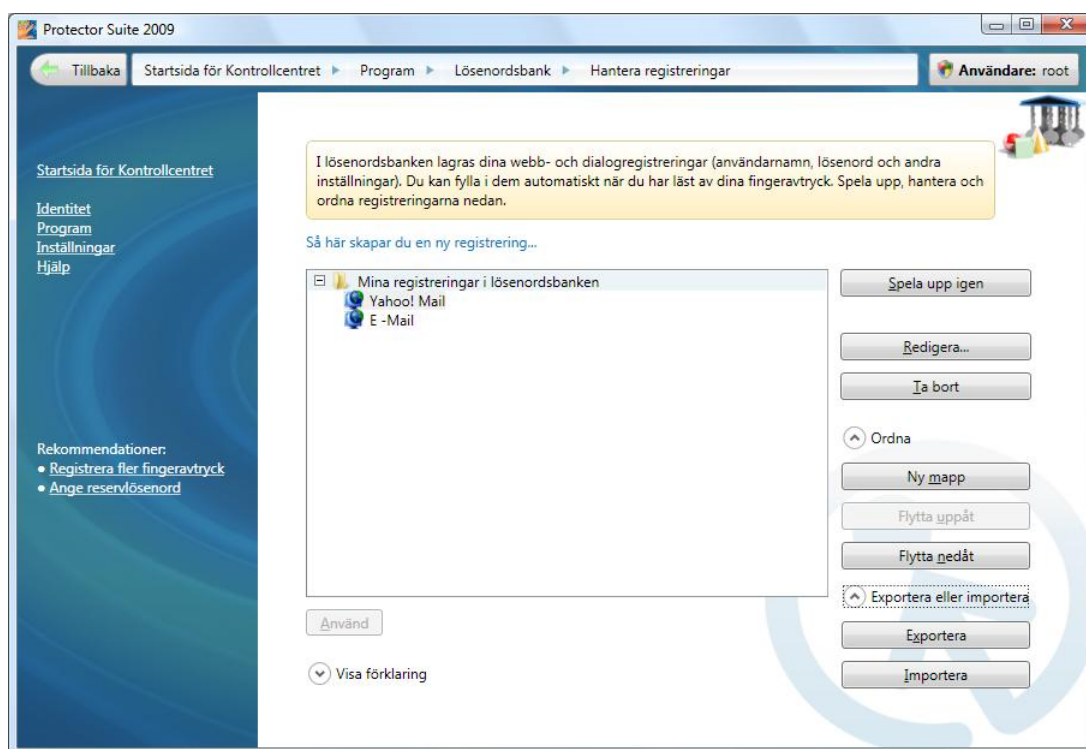 Protector Suite 2009
Tillbaka
Startsida för Kontrollcentret
Program
Lösenordsbank
Hantera registreringar
Användare: root
Startsida för Kontrollcentret
Identitet
Program
Inställningar
Hjälp
Rekommendationer:
• Registrera fler fingeravtryck
• Ange reservlösenord
I lösenordsbanken lagras dina webb- och dialogregistreringar (användarnamn, lösenord och andra
inställningar). Du kan fylla i dem automatiskt när du har läst av dina fingeravtryck. Spela upp, hantera och
ordna registreringarna nedan.
Så här skapar du en ny registrering...
Mina registreringar i lösenordsbanken
Yahoo! Mail
E -Mail
Använd
Visa förklaring
Spela upp igen
Redigera...
Ta bort
Ordna
Ny mapp
Flytta uppåt
Flytta nedåt
Exportera eller importera
Exportera
Importera